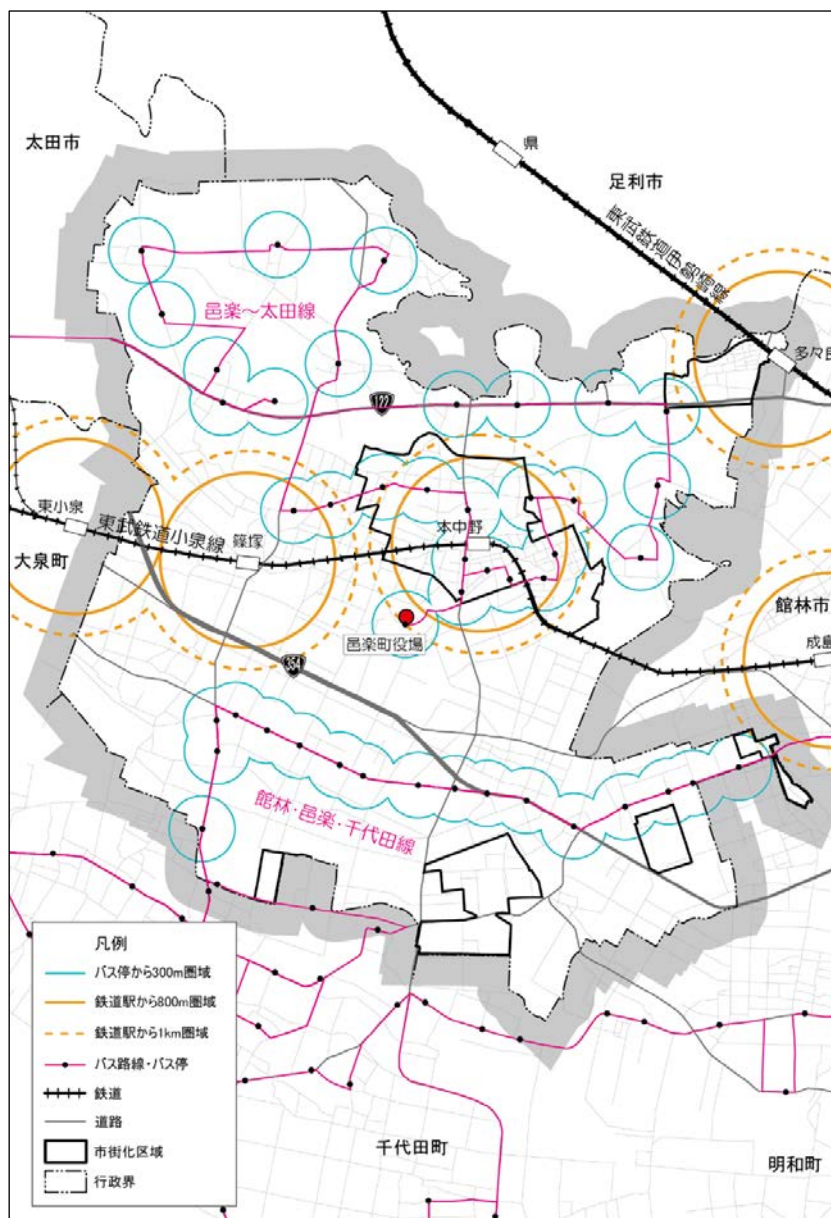 太田市
県
足利市
東武鉄道伊勢崎線
邑楽～太田線
122
東小泉
東武鉄道小泉線
篠塚
本中野
大泉町
館林市
成島
邑楽町役場
354
館林・邑楽・千代田線
凡例
バス停から300m圏域
鉄道駅から800m圏域
鉄道駅から1km圏域
バス路線・バス停
鉄道
道路
市街化区域
行政界
千代田町
明和町